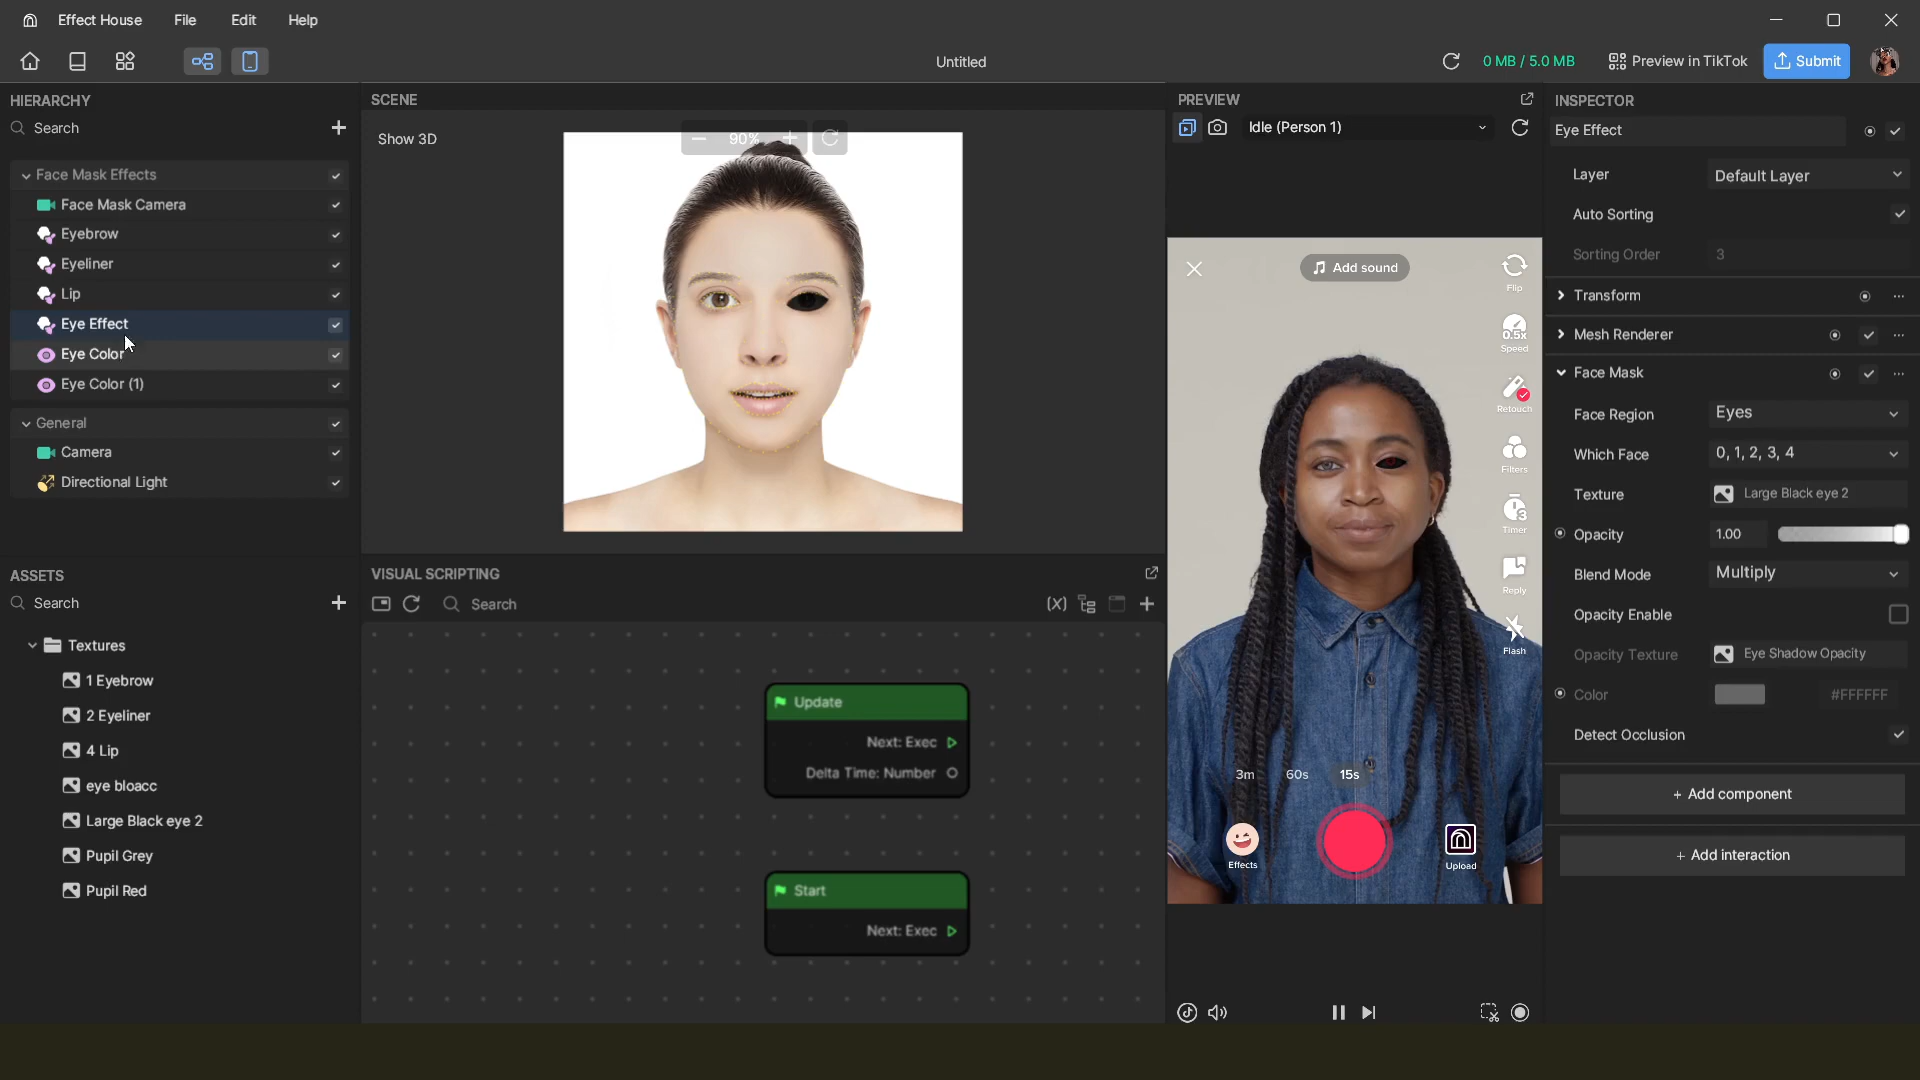 Effect House File Edit Help
Untitled
0 MB / 5.0 MB
Preview in TikTok
Submit
HIERARCHY
Search
Face Mask Effects
Face Mask Camera
Eyebrow
Eyeliner
Lip
Eye Effect
Eye Color
Eye Color (1)
General
Camera
Directional Light
ASSETS
Search
Textures
1 Eyebrow
2 Eyeliner
4 Lip
eye bloacc
Large Black eye 2
Pupil Grey
Pupil Red
SCENE
Show 3D
90%
VISUAL SCRIPTING
(X)
Search
Update
Next: Exec
Delta Time: Number
Start
Next: Exec
PREVIEW
Idle (Person 1)
Add sound
Flip
0.5x
Speed
Retouch
Filters
3
Timer
Reply
Flash
3m 60s 15s
Effects
Upload
INSPECTOR
Eye Effect
Layer Default Layer
Auto Sorting
Sorting Order 3
Transform
Mesh Renderer
Face Mask
Face Region Eyes
Which Face 0, 1, 2, 3, 4
Texture Large Black eye 2
Opacity 1.00
Blend Mode Multiply
Opacity Enable
Opacity Texture Eye Shadow Opacity
Color #FFFFFF
Detect Occlusion
+ Add component
+ Add interaction